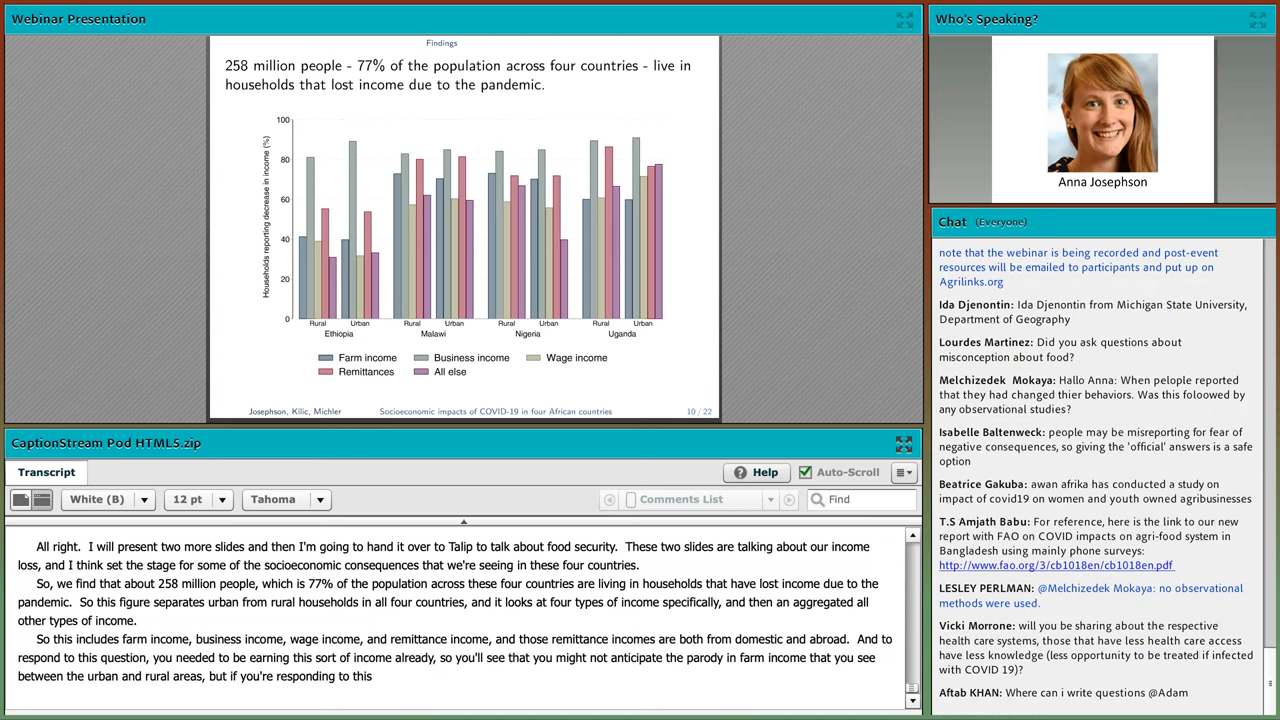 Webinar Presentation
Findings
258 million people - 77% of the population across four countries - live in
households that lost income due to the pandemic.
Households reporting decrease in income (%)
100
80
60
40
20
0
Rural Urban Rural Urban Rural Urban Rural Urban
Ethiopia Malawi Nigeria Uganda
Farm income Business income Wage income
Remittances All else
Josephson, Kilic, Michler Socioeconomic impacts of COVID-19 in four African countries 10 / 22
Who's Speaking?
Anna Josephson
Chat (Everyone)
note that the webinar is being recorded and post-event
resources will be emailed to participants and put up on
Agrilinks.org
Ida Djenontin: Ida Djenontin from Michigan State University,
Department of Geography
Lourdes Martinez: Did you ask questions about
misconception about food?
Melchizedek Mokaya: Hallo Anna: When pelople reported
that they had changed thier behaviors. Was this foloowed by
any observational studies?
Isabelle Baltenweck: people may be misreporting for fear of
negative consequences, so giving the 'official' answers is a safe
option
Beatrice Gakuba: awan afrika has conducted a study on
impact of covid19 on women and youth owned agribusinesses
T.S Amjath Babu: For reference, here is the link to our new
report with FAO on COVID impacts on agri-food system in
Bangladesh using mainly phone surveys:
http://www.fao.org/3/cb1018en/cb1018en.pdf
LESLEY PERLMAN: @Melchizedek Mokaya: no observational
methods were used.
Vicki Morrone: will you be sharing about the respective
health care systems, those that have less health care access
have less knowledge (less opportunity to be treated if infected
with COVID 19)?
Aftab KHAN: Where can i write questions @Adam
CaptionStream Pod HTML5.zip
Transcript
Help
Auto-Scroll
White (B)
12 pt
Tahoma
Comments List
Find
All right. I will present two more slides and then I'm going to hand it over to Talip to talk about food security. These two slides are talking about our income
loss, and I think set the stage for some of the socioeconomic consequences that we're seeing in these four countries.
So, we find that about 258 million people, which is 77% of the population across these four countries are living in households that have lost income due to the
pandemic. So this figure separates urban from rural households in all four countries, and it looks at four types of income specifically, and then an aggregated all
other types of income.
So this includes farm income, business income, wage income, and remittance income, and those remittance incomes are both from domestic and abroad. And to
respond to this question, you needed to be earning this sort of income already, so you'll see that you might not anticipate the parody in farm income that you see
between the urban and rural areas, but if you're responding to this